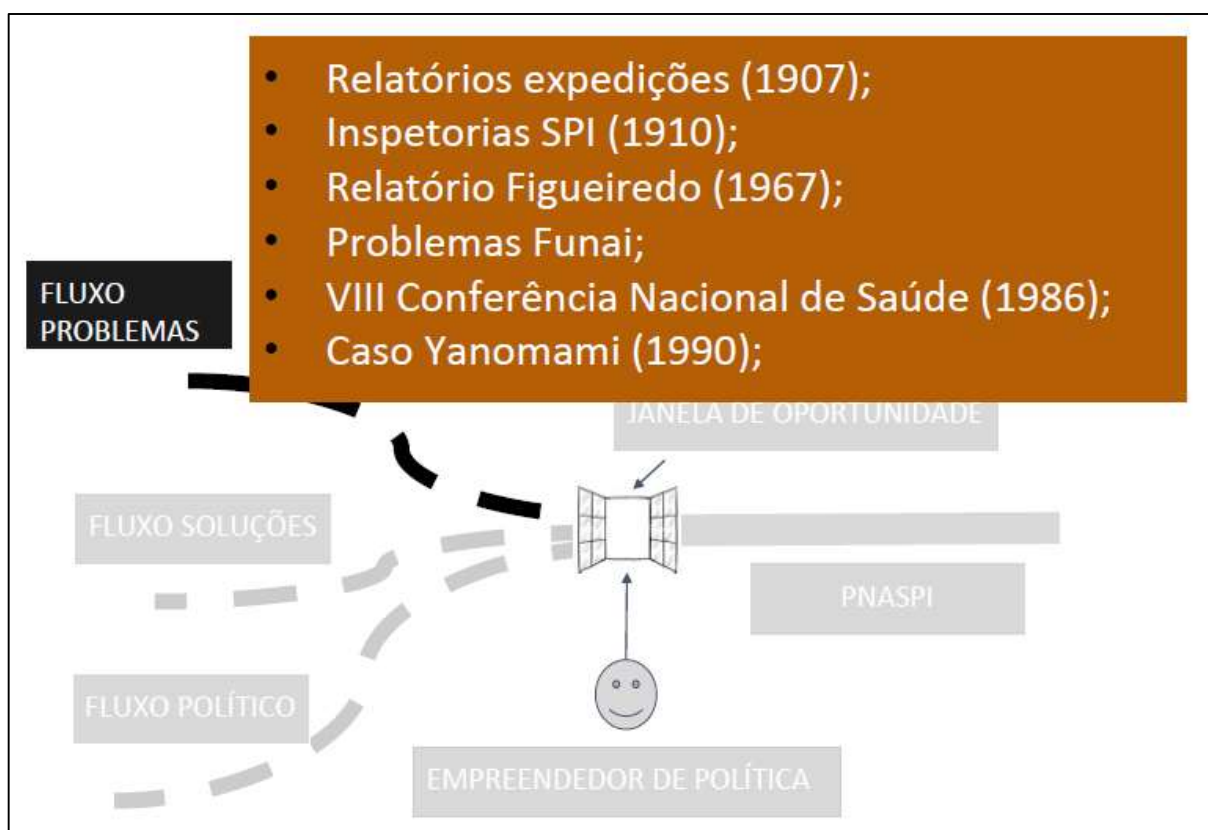 • Relatórios expedições (1907);
• Inspetorias SPI (1910);
• Relatório Figueiredo (1967);
• Problemas Funai;
• VIII Conferência Nacional de Saúde (1986);
• Caso Yanomami (1990);
FLUXO
PROBLEMAS
JANELA DE OPORTUNIDADE
FLUXO SOLUÇÕES
PNASPI
FLUXO POLÍTICO
EMPREENDEDOR DE POLÍTICA